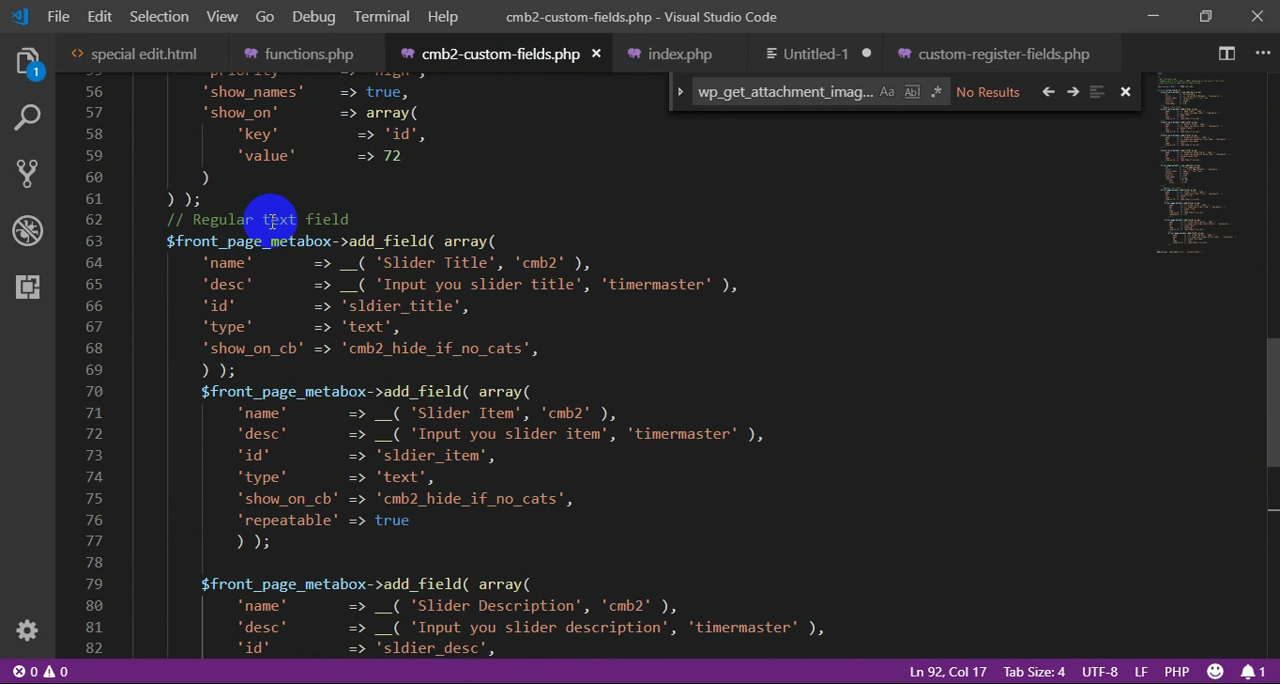 File Edit Selection View Go Debug Terminal Help cmb2-custom-fields.php - Visual Studio Code
special edit.html functions.php cmb2-custom-fields.php index.php Untitled-1 custom-register-fields.php
1
wp_get_attachment_imag... Aa Ab| .* No Results
55 'priority' => 'high',
56 'show_names' => true,
57 'show_on' => array(
58 'key' => 'id',
59 'value' => 72
60 )
61 ) );
62 // Regular text field
63 $front_page_metabox->add_field( array(
64 'name' => __( 'Slider Title', 'cmb2' ),
65 'desc' => __( 'Input you slider title', 'timermaster' ),
66 'id' => 'sldier_title',
67 'type' => 'text',
68 'show_on_cb' => 'cmb2_hide_if_no_cats',
69 ) );
70 $front_page_metabox->add_field( array(
71 'name' => __( 'Slider Item', 'cmb2' ),
72 'desc' => __( 'Input you slider item', 'timermaster' ),
73 'id' => 'sldier_item',
74 'type' => 'text',
75 'show_on_cb' => 'cmb2_hide_if_no_cats',
76 'repeatable' => true
77 ) );
78
79 $front_page_metabox->add_field( array(
80 'name' => __( 'Slider Description', 'cmb2' ),
81 'desc' => __( 'Input you slider description', 'timermaster' ),
82 'id' => 'sldier_desc',
0 0 Ln 92, Col 17 Tab Size: 4 UTF-8 LF PHP 1